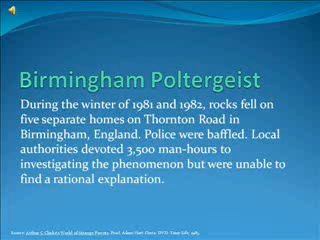 Birmingham Poltergeist
During the winter of 1981 and 1982, rocks fell on
five separate homes on Thornton Road in
Birmingham, England. Police were baffled. Local
authorities devoted 3,500 man-hours to
investigating the phenomenon but were unable to
find a rational explanation.
Source: Arthur C Clarke's World of Strange Powers. Prod. Adam Hart-Davis. DVD. Time-Life, 1985.